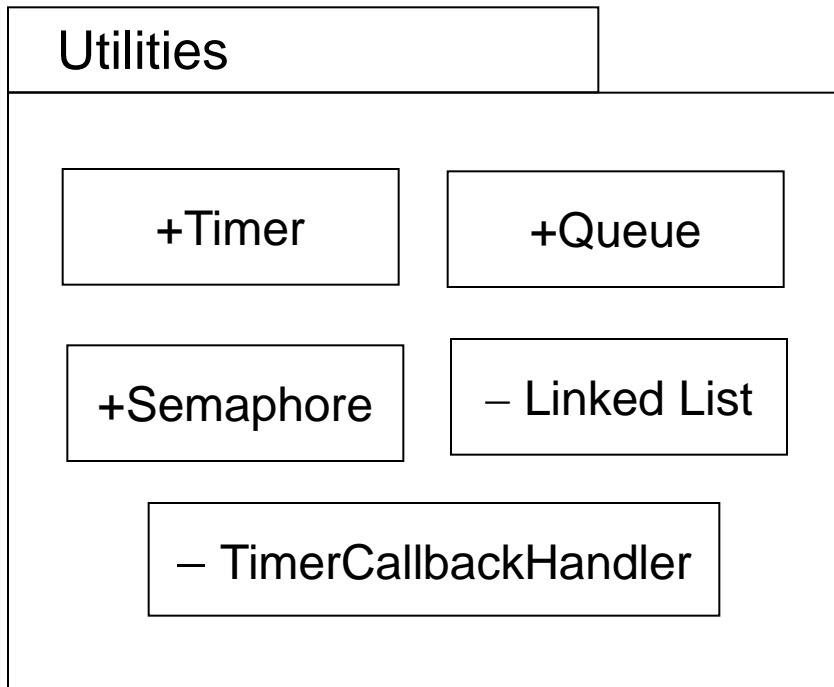 Utilities
+Timer
+Queue
+Semaphore
– Linked List
– TimerCallbackHandler